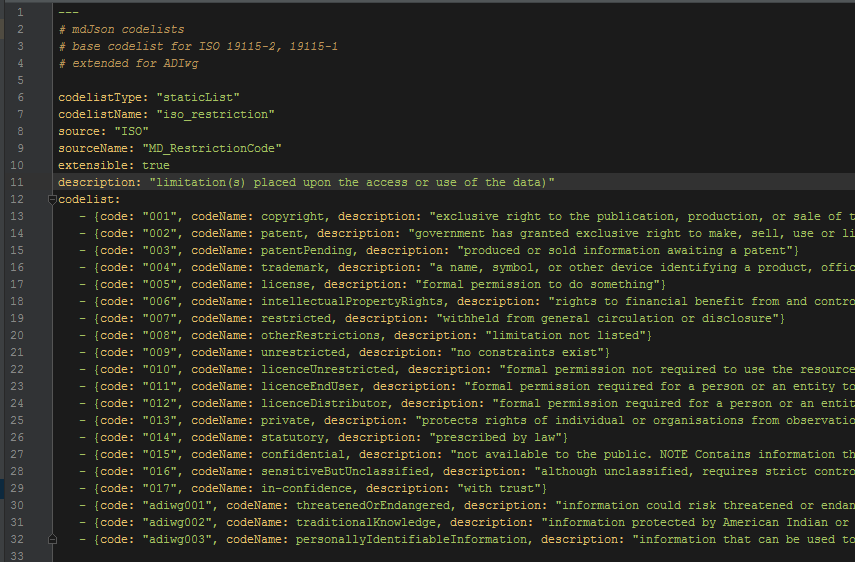 1 ---
2 # mdJson codelists
3 # base codelist for ISO 19115-2, 19115-1
4 # extended for ADIwg
5
6 codelistType: "staticList"
7 codelistName: "iso_restriction"
8 source: "ISO"
9 sourceName: "MD_RestrictionCode"
10 extensible: true
11 description: "limitation(s) placed upon the access or use of the data)"
12 codelist:
13 - {code: "001", codeName: copyright, description: "exclusive right to the publication, production, or sale of t
14 - {code: "002", codeName: patent, description: "government has granted exclusive right to make, sell, use or li
15 - {code: "003", codeName: patentPending, description: "produced or sold information awaiting a patent"}
16 - {code: "004", codeName: trademark, description: "a name, symbol, or other device identifying a product, offic
17 - {code: "005", codeName: license, description: "formal permission to do something"}
18 - {code: "006", codeName: intellectualPropertyRights, description: "rights to financial benefit from and contro
19 - {code: "007", codeName: restricted, description: "withheld from general circulation or disclosure"}
20 - {code: "008", codeName: otherRestrictions, description: "limitation not listed"}
21 - {code: "009", codeName: unrestricted, description: "no constraints exist"}
22 - {code: "010", codeName: licenceUnrestricted, description: "formal permission not required to use the resource
23 - {code: "011", codeName: licenceEndUser, description: "formal permission required for a person or an entity to
24 - {code: "012", codeName: licenceDistributor, description: "formal permission required for a person or an entit
25 - {code: "013", codeName: private, description: "protects rights of individual or organisations from observatio
26 - {code: "014", codeName: statutory, description: "prescribed by law"}
27 - {code: "015", codeName: confidential, description: "not available to the public. NOTE Contains information th
28 - {code: "016", codeName: sensitiveButUnclassified, description: "although unclassified, requires strict contro
29 - {code: "017", codeName: in-confidence, description: "with trust"}
30 - {code: "adiwg001", codeName: threatenedOrEndangered, description: "information could risk threatened or endan
31 - {code: "adiwg002", codeName: traditionalKnowledge, description: "information protected by American Indian or
32 - {code: "adiwg003", codeName: personallyIdentifiableInformation, description: "information that can be used to
33